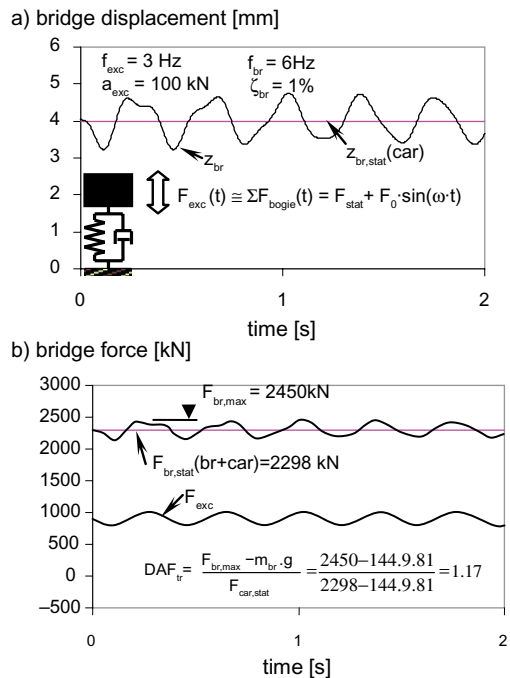 a) bridge displacement [mm]
6
5
4
3
2
1
0
f_exc = 3 Hz
a_exc = 100 kN
f_br = 6Hz
ζ_br = 1%
z_br
z_br,stat(car)
F_exc (t) ≅ ΣF_bogie(t) = F_stat + F_0·sin(ω·t)
0 1 2
time [s]
b) bridge force [kN]
3000
2500
2000
1500
1000
500
0
−500
F_br,max = 2450kN
F_br,stat(br+car)=2298 kN
F_exc
DAF_tr = (F_br,max − m_br . g) / F_car,stat = (2450−144.9.81) / (2298−144.9.81) = 1.17
0 1 2
time [s]